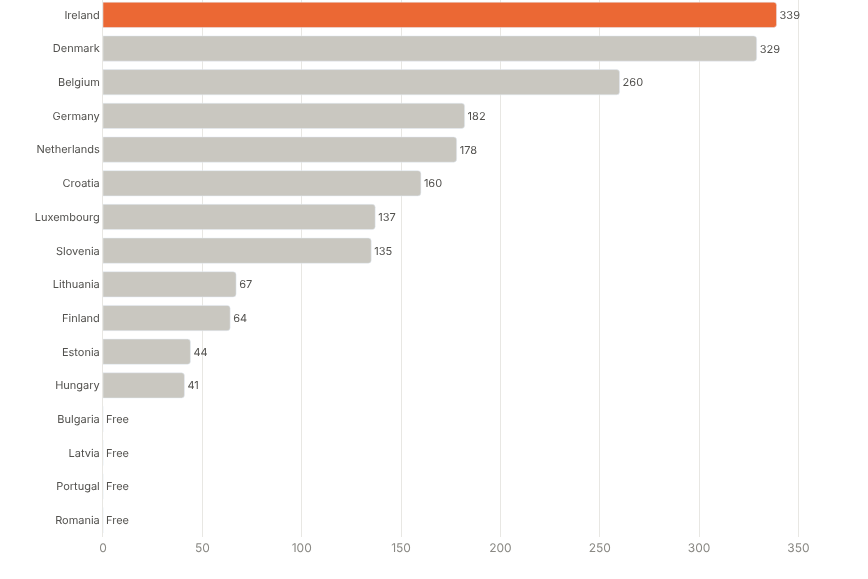 Ireland 339
Denmark 329
Belgium 260
Germany 182
Netherlands 178
Croatia 160
Luxembourg 137
Slovenia 135
Lithuania 67
Finland 64
Estonia 44
Hungary 41
Bulgaria Free
Latvia Free
Portugal Free
Romania Free
0 50 100 150 200 250 300 350